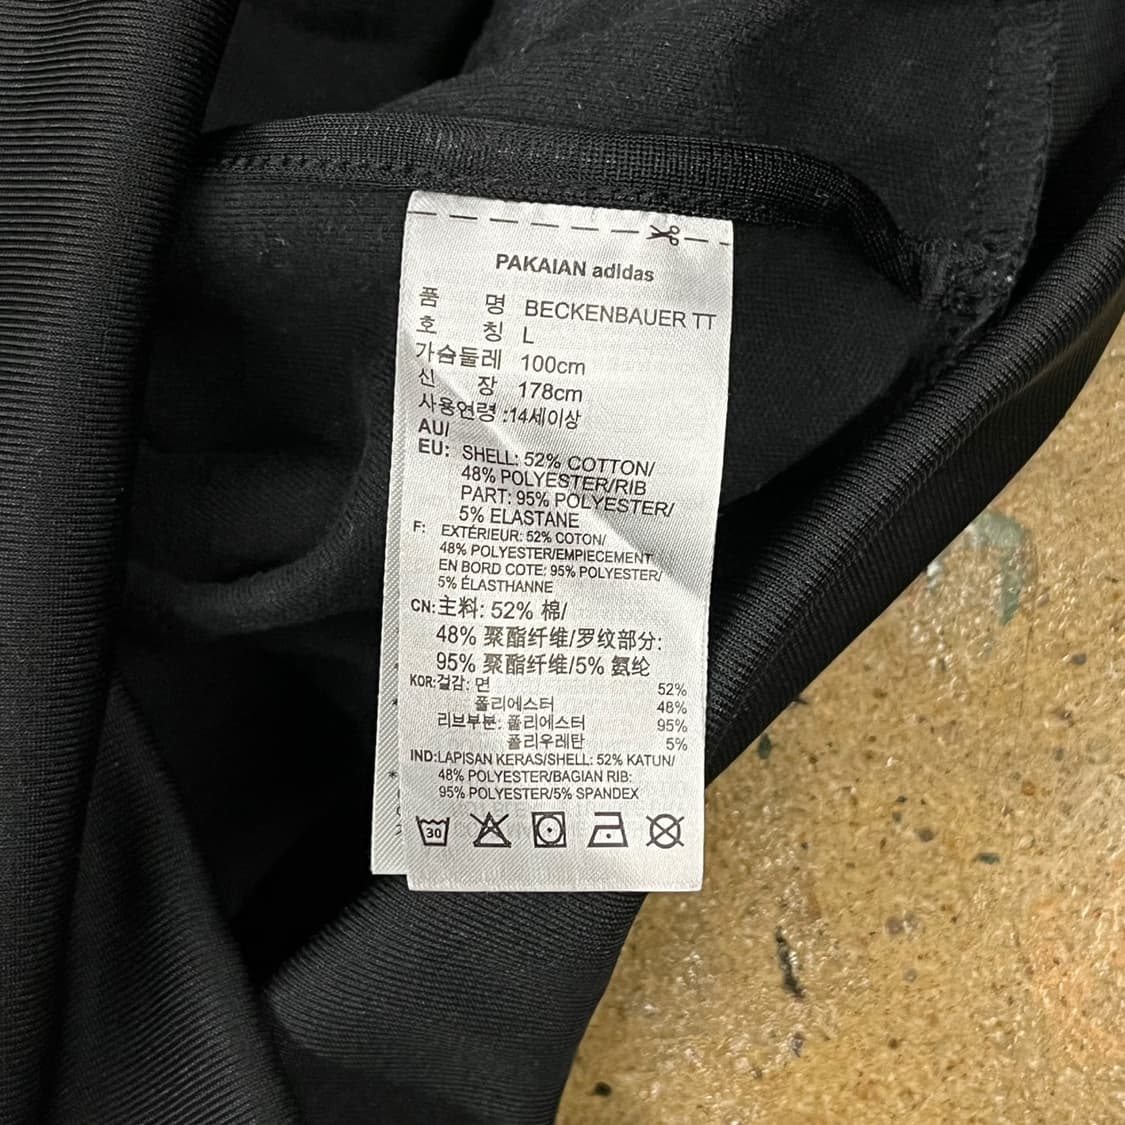 PAKAIAN adidas
품 명 BECKENBAUER TT
호 칭 L
가슴둘레 100cm
신 장 178cm
사용연령 :14세이상
AU/
EU: SHELL: 52% COTTON/
48% POLYESTER/RIB
PART: 95% POLYESTER/
5% ELASTANE
F: EXTÉRIEUR: 52% COTON/
48% POLYESTER/EMPIECEMENT
EN BORD COTE: 95% POLYESTER/
5% ÉLASTHANNE
CN:主料: 52% 棉/
48% 聚酯纤维/罗纹部分:
95% 聚酯纤维/5% 氨纶
KOR:겉감: 면 52%
폴리에스터 48%
리브부분: 폴리에스터 95%
폴리우레탄 5%
IND:LAPISAN KERAS/SHELL: 52% KATUN/
48% POLYESTER/BAGIAN RIB:
95% POLYESTER/5% SPANDEX
30